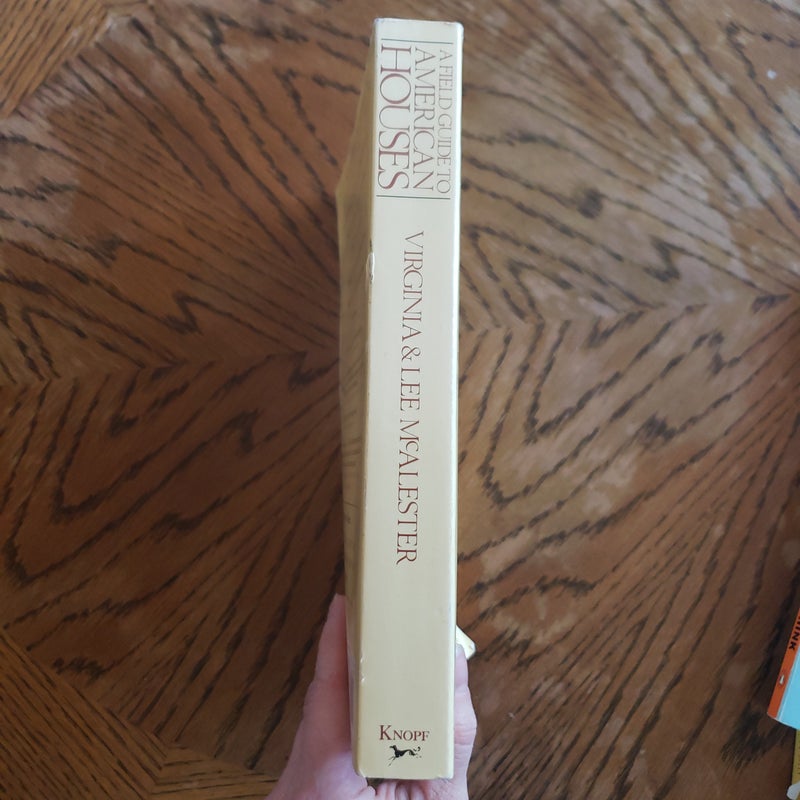 A FIELD GUIDE TO
AMERICAN
HOUSES
VIRGINIA & LEE McALESTER
KNOPF